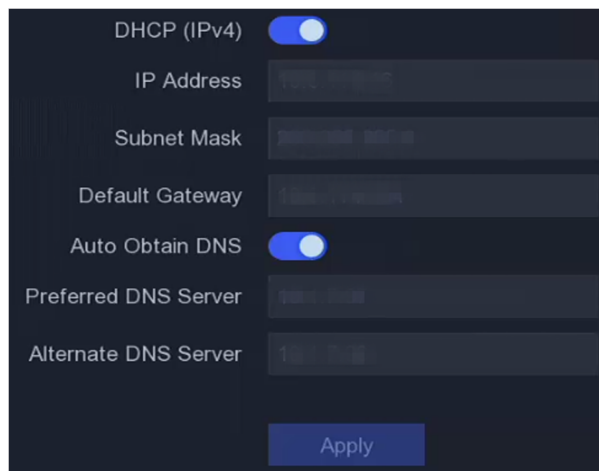 DHCP (IPv4)
IP Address
Subnet Mask
Default Gateway
Auto Obtain DNS
Preferred DNS Server
Alternate DNS Server
Apply